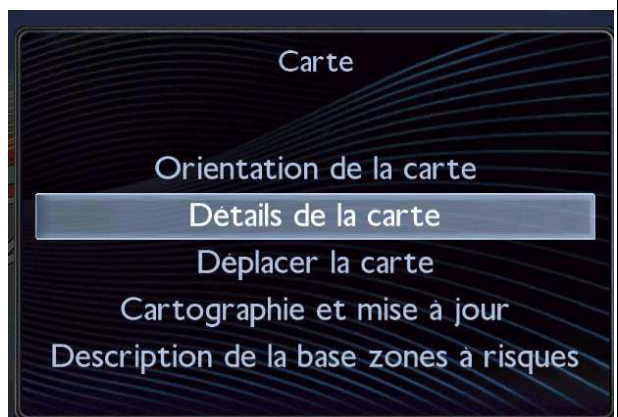 Carte
Orientation de la carte
Détails de la carte
Déplacer la carte
Cartographie et mise à jour
Description de la base zones à risques